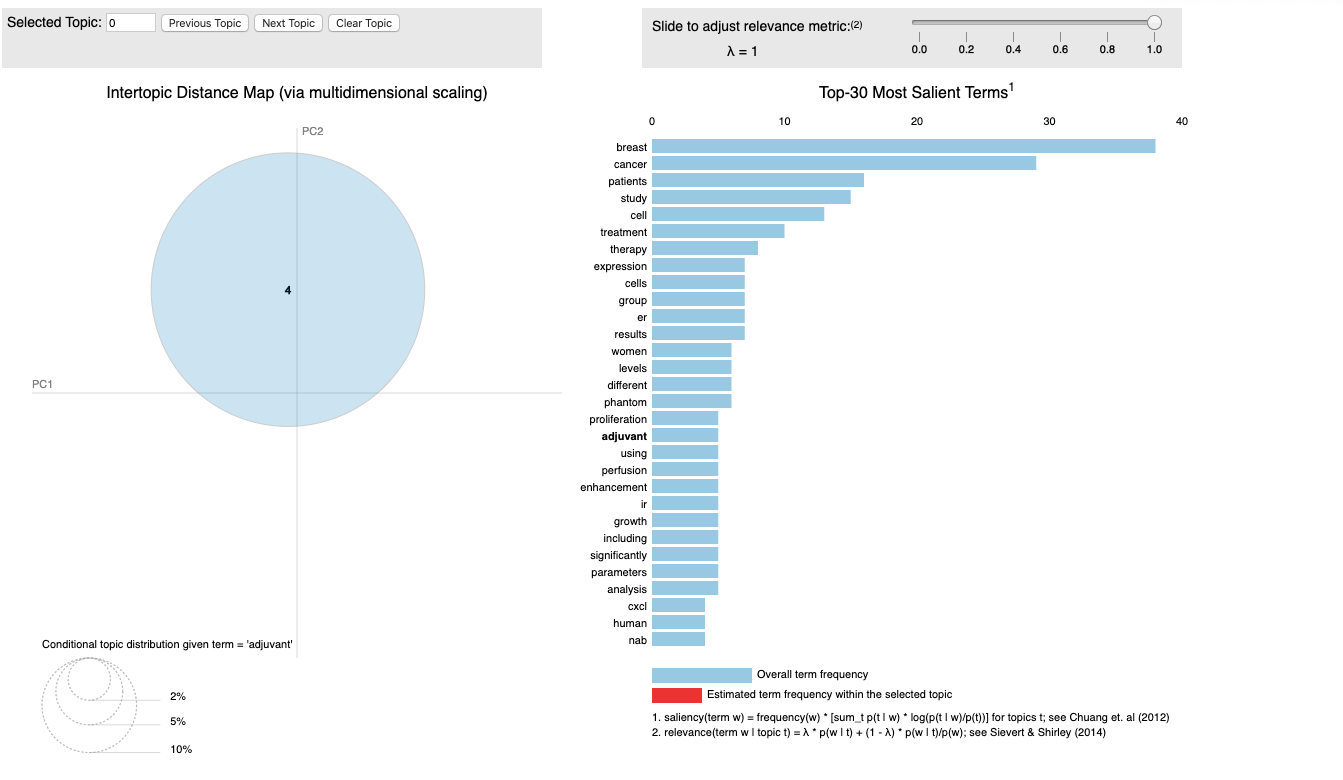 Selected Topic: 0 Previous Topic Next Topic Clear Topic
Slide to adjust relevance metric:(2)
λ = 1
0.0 0.2 0.4 0.6 0.8 1.0
Intertopic Distance Map (via multidimensional scaling)
PC2
4
PC1
Conditional topic distribution given term = 'adjuvant'
2%
5%
10%
Top-30 Most Salient Terms1
0 10 20 30 40
breast
cancer
patients
study
cell
treatment
therapy
expression
cells
group
er
results
women
levels
different
phantom
proliferation
adjuvant
using
perfusion
enhancement
ir
growth
including
significantly
parameters
analysis
cxcl
human
nab
Overall term frequency
Estimated term frequency within the selected topic
1. saliency(term w) = frequency(w) * [sum_t p(t | w) * log(p(t | w)/p(t))] for topics t; see Chuang et. al (2012)
2. relevance(term w | topic t) = λ * p(w | t) + (1 - λ) * p(w | t)/p(w); see Sievert & Shirley (2014)